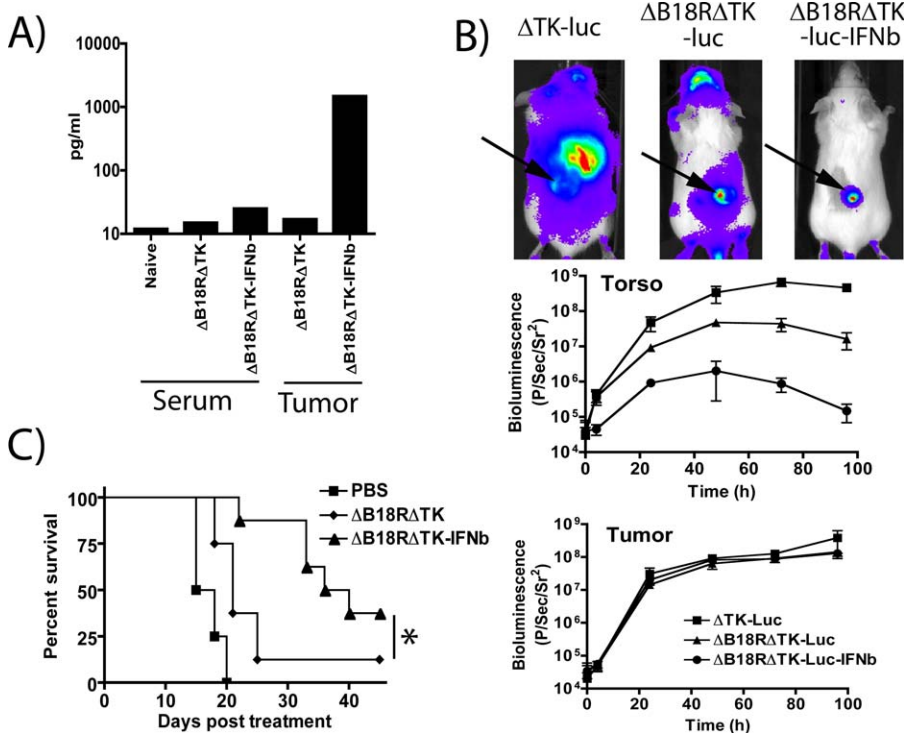 A)
10000
1000
100
10
pg/ml
Naive
ΔB18RΔTK
ΔB18RΔTK-IFNb
ΔB18RΔTK
ΔB18RΔTK-IFNb
Serum
Tumor
B)
ΔTK-luc
ΔB18RΔTK
-luc
ΔB18RΔTK
-luc-IFNb
Torso
Bioluminescence
(P/Sec/Sr²)
10⁹
10⁸
10⁷
10⁶
10⁵
10⁴
0 20 40 60 80 100
Time (h)
Tumor
Bioluminescence
(P/Sec/Sr²)
10⁹
10⁸
10⁷
10⁶
10⁵
10⁴
ΔTK-Luc
ΔB18RΔTK-Luc
ΔB18RΔTK-Luc-IFNb
0 20 40 60 80 100
Time (h)
C)
PBS
ΔB18RΔTK
ΔB18RΔTK-IFNb
Percent survival
100
75
50
25
0
*
0 10 20 30 40
Days post treatment